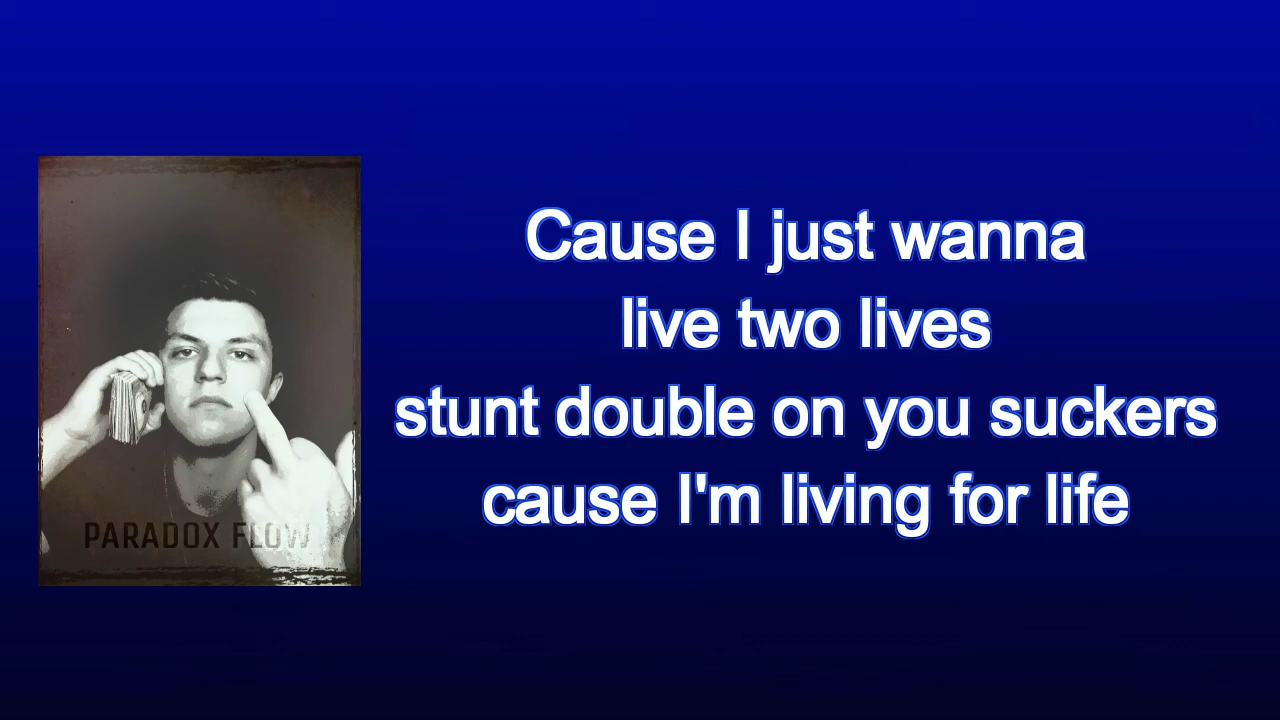 Cause I just wanna
live two lives
stunt double on you suckers
cause I'm living for life
PARADOX FLOW